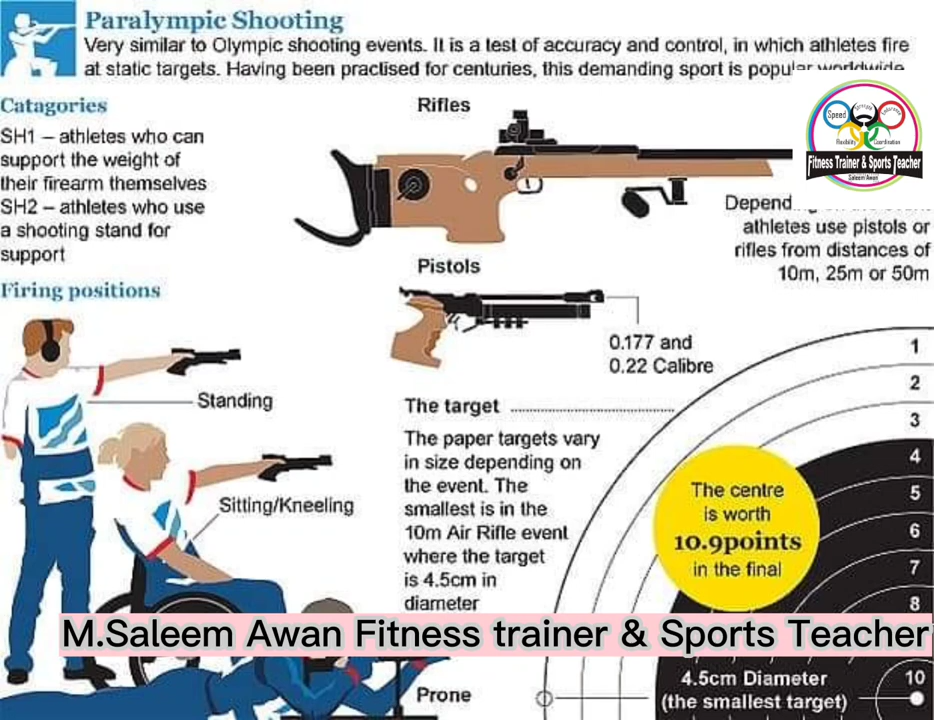 Paralympic Shooting
Very similar to Olympic shooting events. It is a test of accuracy and control, in which athletes fire
at static targets. Having been practised for centuries, this demanding sport is popular worldwide
Catagories
SH1 – athletes who can
support the weight of
their firearm themselves
SH2 – athletes who use
a shooting stand for
support
Rifles
Speed
Flexibility
Coordination
Fitness Trainer & Sports Teacher
Saleem Awan
athletes use pistols or
rifles from distances of
10m, 25m or 50m
Pistols
0.177 and
0.22 Calibre
Firing positions
Standing
Sitting/Kneeling
The target
The paper targets vary
in size depending on
the event. The
smallest is in the
10m Air Rifle event
where the target
is 4.5cm in
diameter
1
2
3
4
5
6
7
8
The centre
is worth
10.9points
in the final
M.Saleem Awan Fitness trainer & Sports Teacher
Prone
4.5cm Diameter
(the smallest target)
10